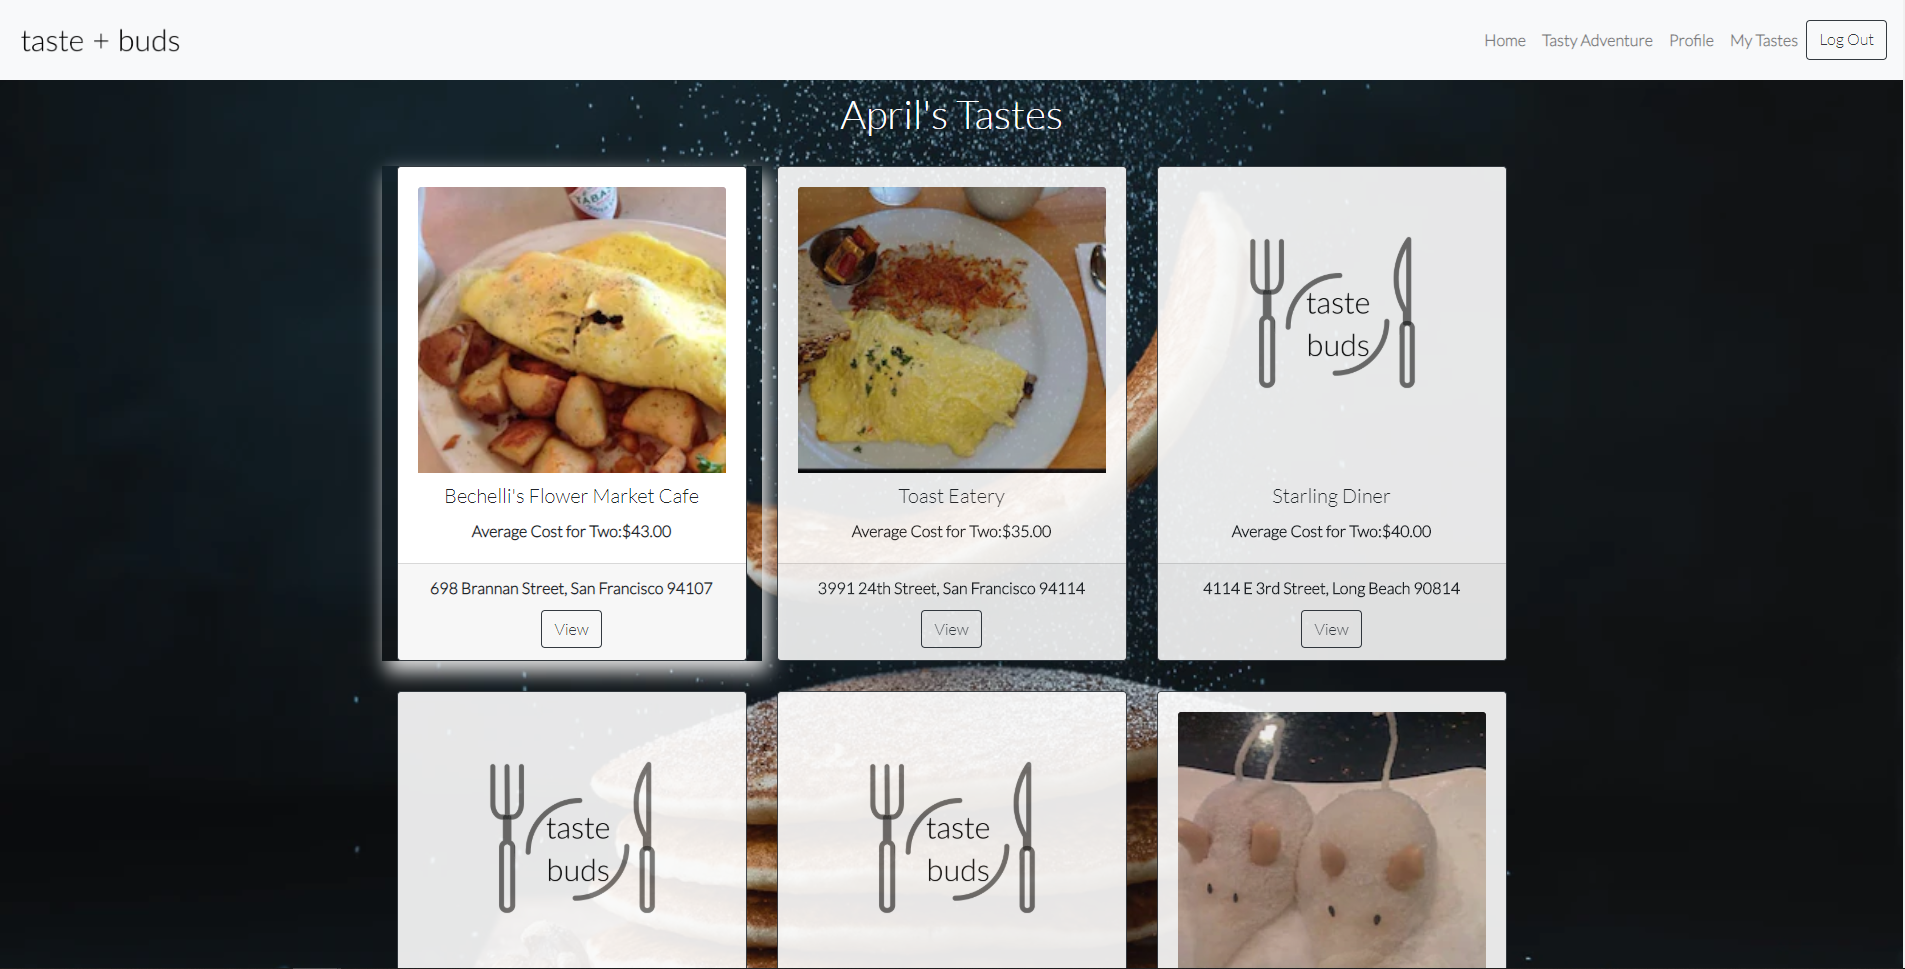 taste + buds
Home
Tasty Adventure
Profile
My Tastes
Log Out
April's Tastes
TABA
Bechelli's Flower Market Cafe
Average Cost for Two:$43.00
698 Brannan Street, San Francisco 94107
View
Toast Eatery
Average Cost for Two:$35.00
3991 24th Street, San Francisco 94114
View
taste
buds
Starling Diner
Average Cost for Two:$40.00
4114 E 3rd Street, Long Beach 90814
View
taste
buds
taste
buds